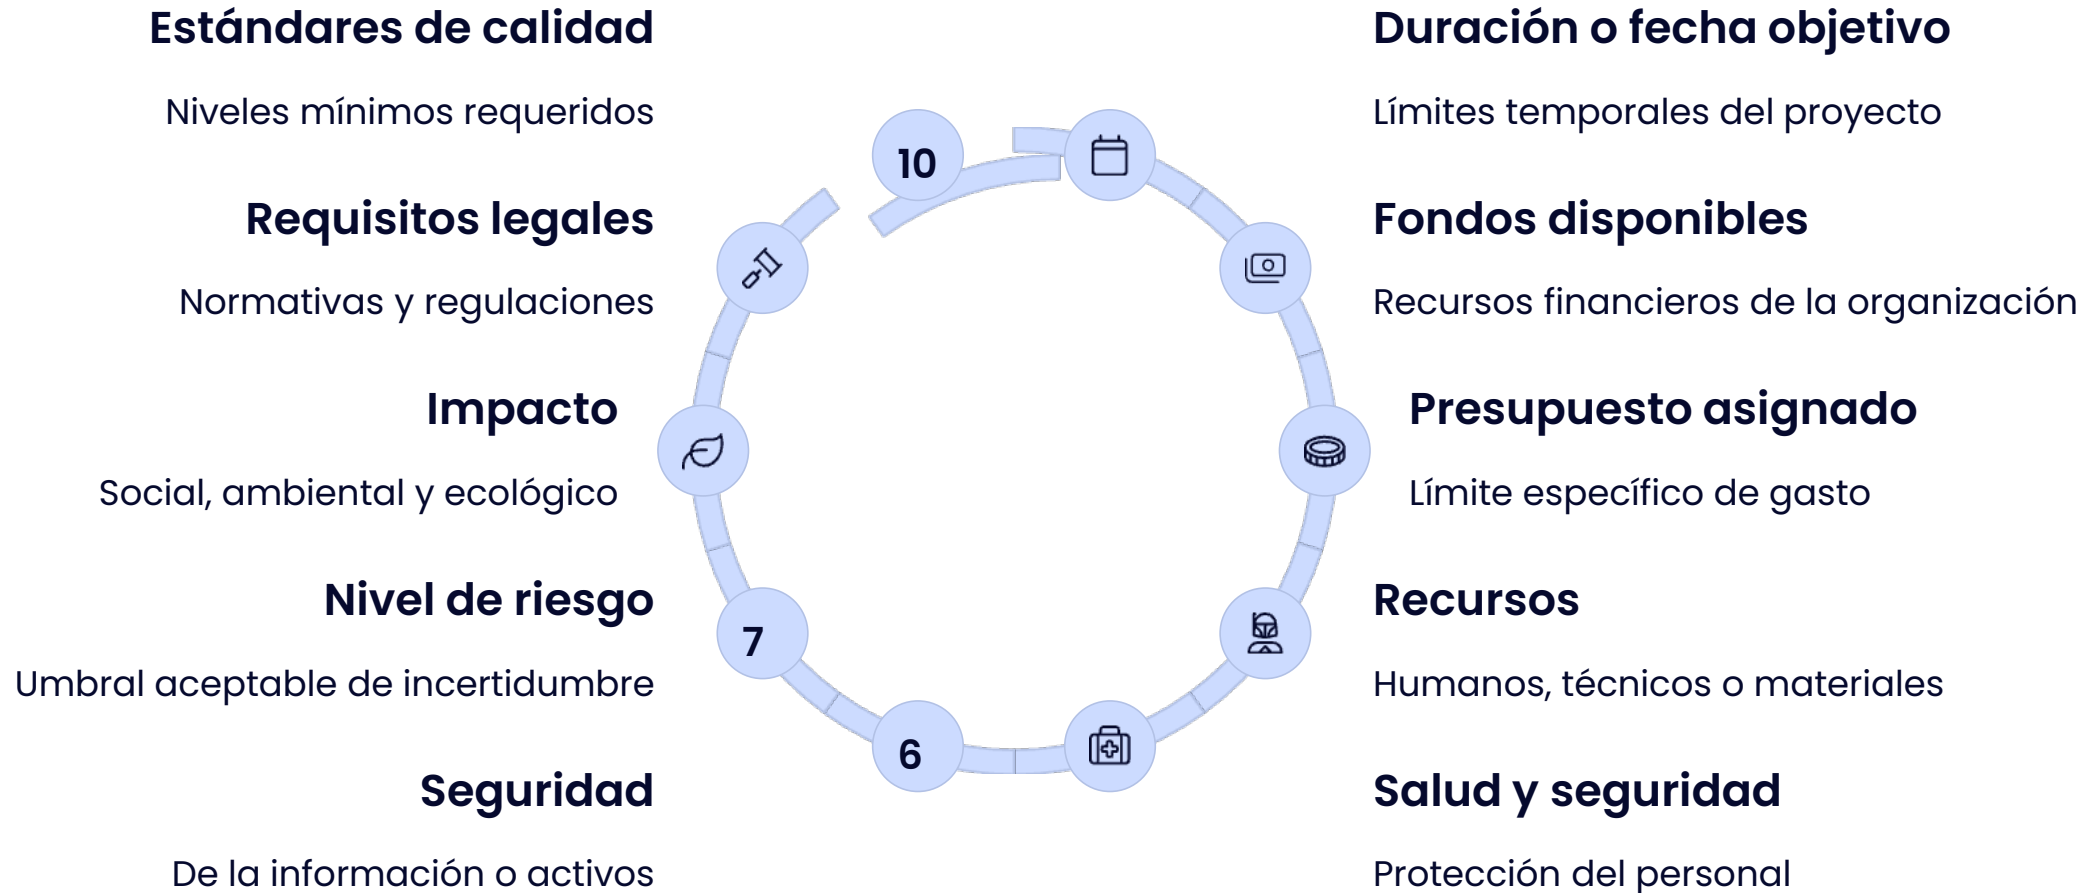 Estándares de calidad
Niveles mínimos requeridos
Requisitos legales
Normativas y regulaciones
Impacto
Social, ambiental y ecológico
Nivel de riesgo
Umbral aceptable de incertidumbre
Seguridad
De la información o activos
10
7
6
Duración o fecha objetivo
Límites temporales del proyecto
Fondos disponibles
Recursos financieros de la organización
Presupuesto asignado
Límite específico de gasto
Recursos
Humanos, técnicos o materiales
Salud y seguridad
Protección del personal